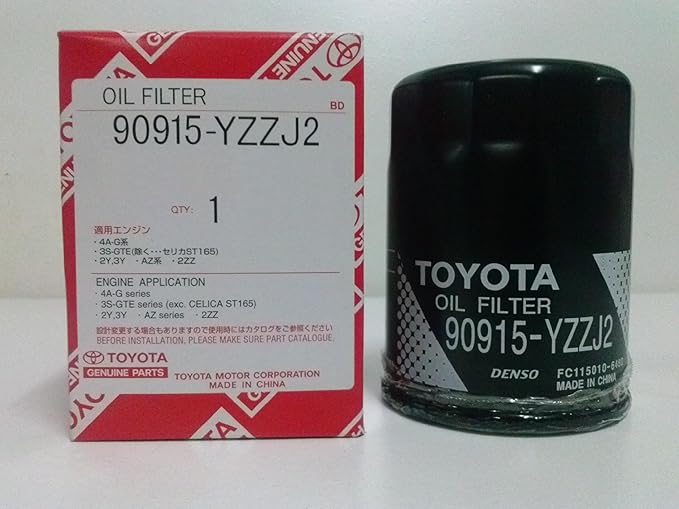 GENUINE
OIL FILTER
BD
90915-YZZJ2
QTY: 1
適用エンジン
・4A-G系
・3S-GTE(除く・・・セリカST165)
・2Y,3Y ・AZ系 ・2ZZ
ENGINE APPLICATION
・4A-G series
・3S-GTE series (exc. CELICA ST165)
・2Y,3Y ・AZ series ・2ZZ
設計変更する場合もありますので使用時にはカタログをご参照ください
BEFORE INSTALLATION, PLEASE MAKE SURE PART CATALOGUE.
TOYOTA
GENUINE PARTS
TOYOTA MOTOR CORPORATION
MADE IN CHINA
TOYOTA
OIL FILTER
90915-YZZJ2
DENSO
MADE IN CHINA